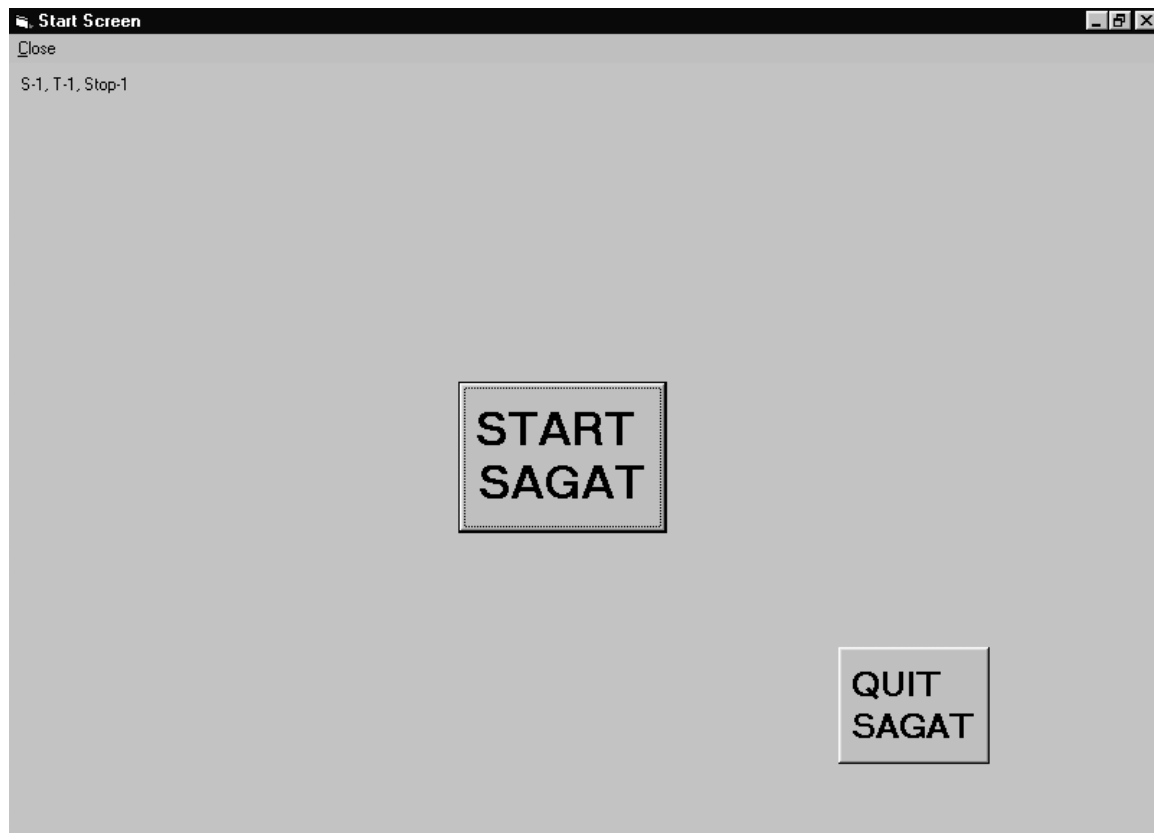 Start Screen
Close
S-1, T-1, Stop-1
START
SAGAT
QUIT
SAGAT